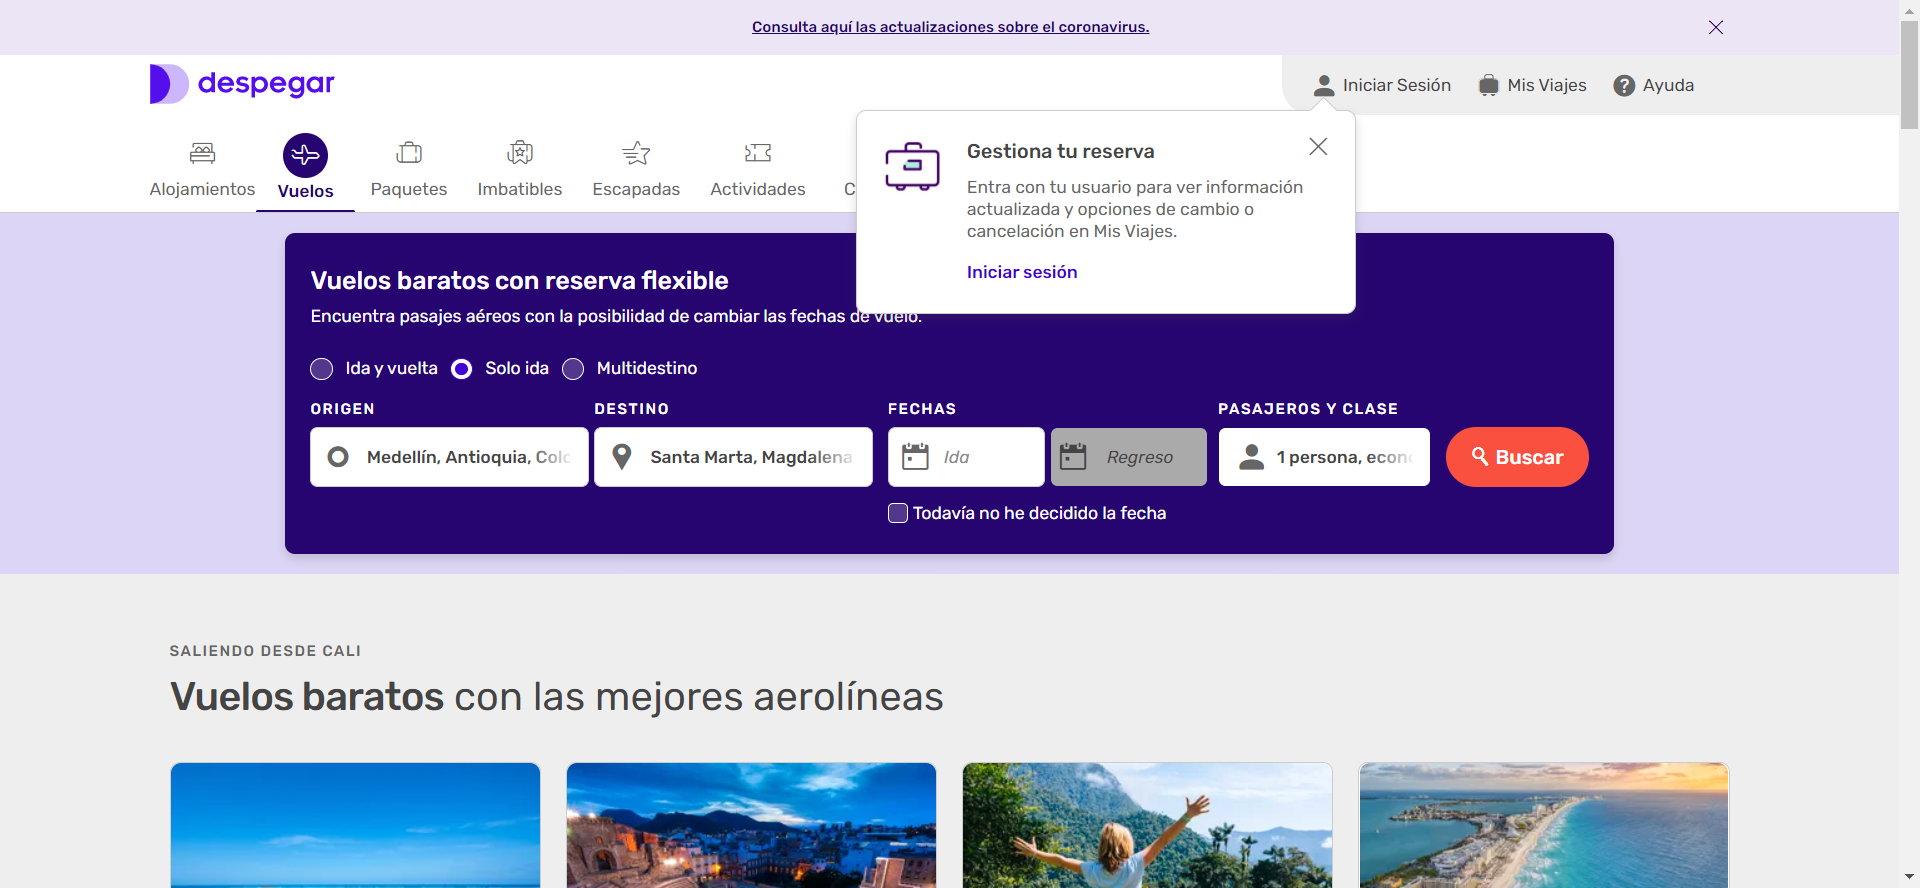 Consulta aquí las actualizaciones sobre el coronavirus.
despegar
Iniciar Sesión
Mis Viajes
Ayuda
Alojamientos
Vuelos
Paquetes
Imbatibles
Escapadas
Actividades
C
Gestiona tu reserva
Entra con tu usuario para ver información
actualizada y opciones de cambio o
cancelación en Mis Viajes.
Iniciar sesión
Vuelos baratos con reserva flexible
Encuentra pasajes aéreos con la posibilidad de cambiar las fechas de vuelo.
Ida y vuelta
Solo ida
Multidestino
ORIGEN
DESTINO
FECHAS
PASAJEROS Y CLASE
Medellín, Antioquia, Colo
Santa Marta, Magdalena
Ida
Regreso
1 persona, econ
Buscar
Todavía no he decidido la fecha
SALIENDO DESDE CALI
Vuelos baratos con las mejores aerolíneas